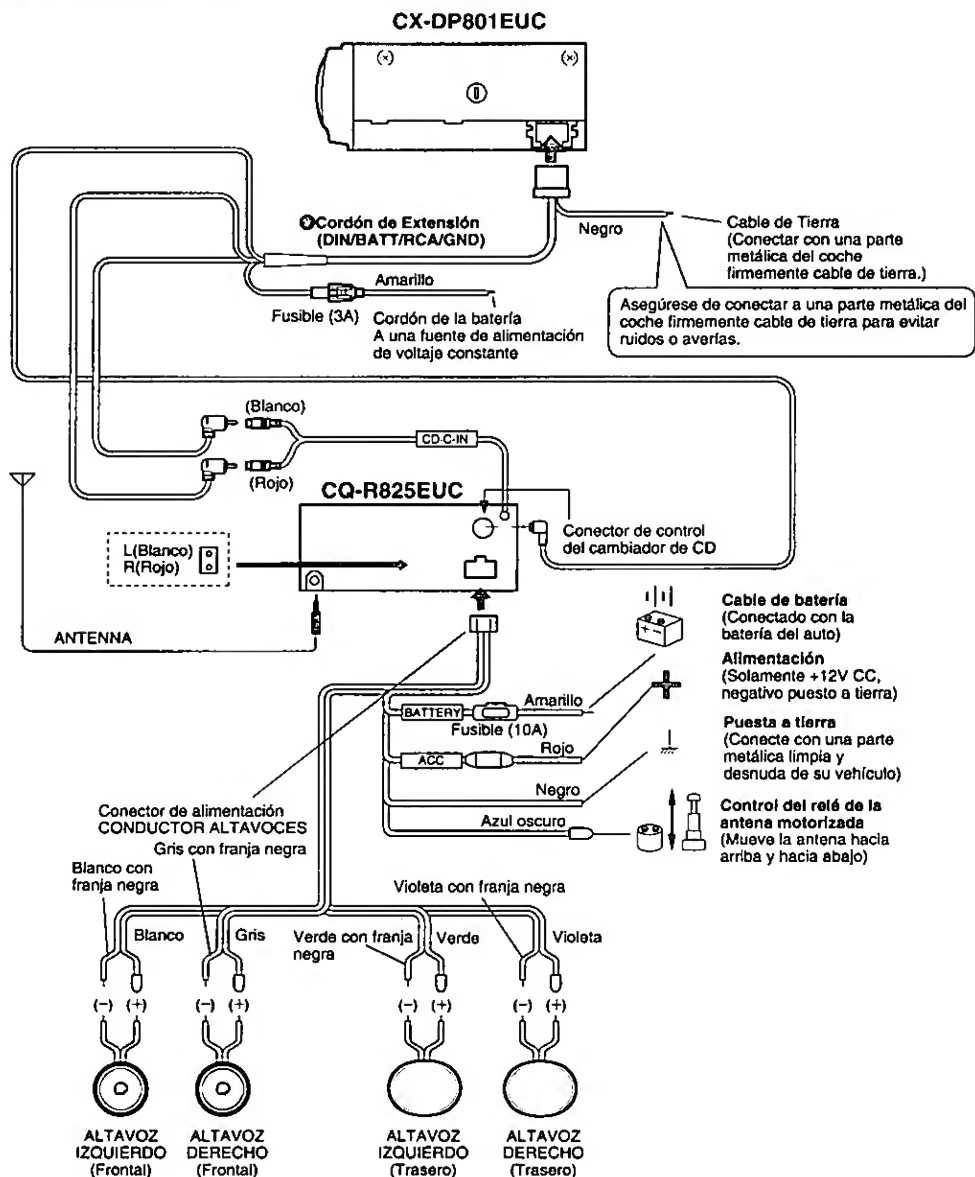 CX-DP801EUC
✪Cordón de Extensión
(DIN/BATT/RCA/GND)
Negro
Cable de Tierra
(Conectar con una parte
metálica del coche
firmemente cable de tierra.)
Amarillo
Fusible (3A)
Cordón de la batería
A una fuente de alimentación
de voltaje constante
Asegúrese de conectar a una parte metálica del
coche firmemente cable de tierra para evitar
ruidos o averías.
(Blanco)
CD-C-IN
(Rojo)
CQ-R825EUC
Conector de control
del cambiador de CD
L(Blanco)
R(Rojo)
ANTENNA
Cable de batería
(Conectado con la
batería del auto)
Alimentación
(Solamente +12V CC,
negativo puesto a tierra)
Puesta a tierra
(Conecte con una parte
metálica limpia y
desnuda de su vehículo)
Control del relé de la
antena motorizada
(Mueve la antena hacia
arriba y hacia abajo)
BATTERY
Amarillo
Fusible (10A)
ACC
Rojo
Negro
Azul oscuro
Conector de alimentación
CONDUCTOR ALTAVOCES
Gris con franja negra
Blanco con
franja negra
Violeta con franja negra
Blanco
Gris
Verde con franja
negra
Verde
Violeta
(−) (+) (−) (+) (−) (+) (−) (+)
ALTAVOZ
IZQUIERDO
(Frontal)
ALTAVOZ
DERECHO
(Frontal)
ALTAVOZ
IZQUIERDO
(Trasero)
ALTAVOZ
DERECHO
(Trasero)